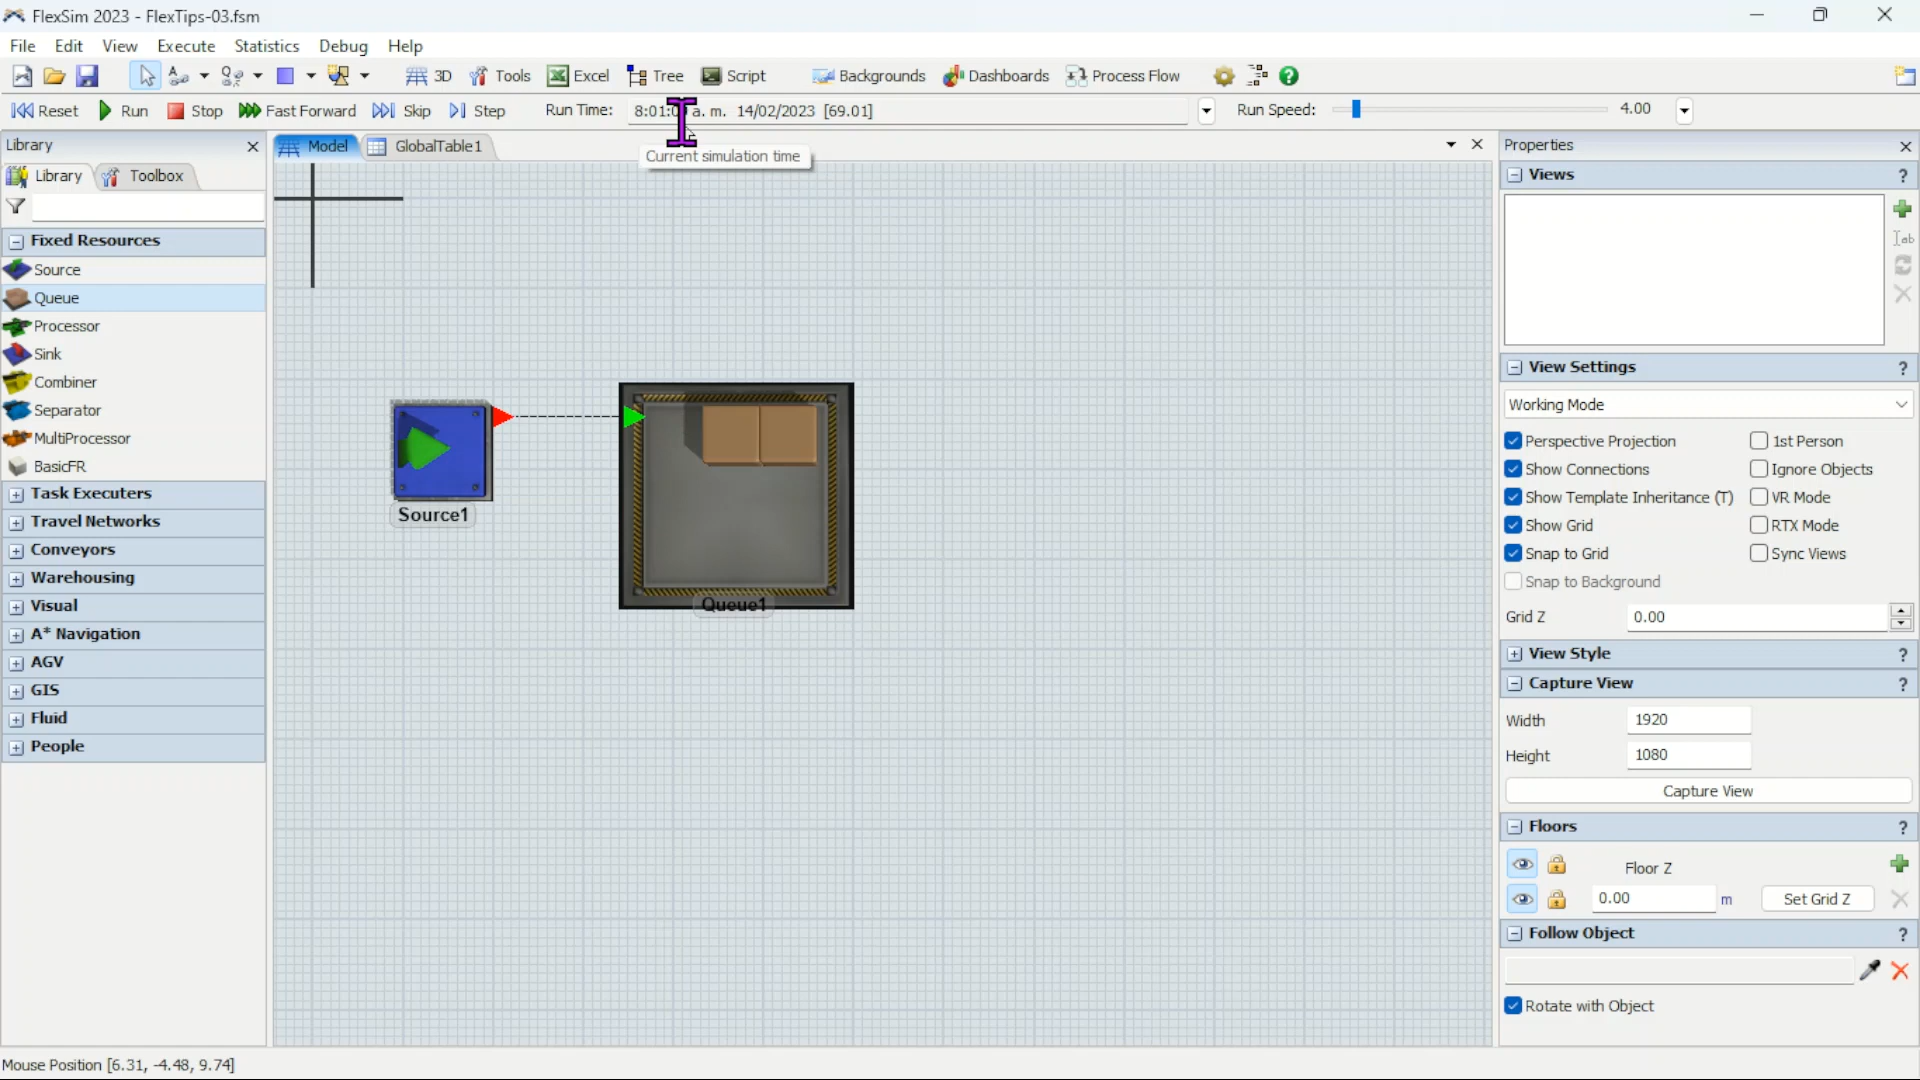 FlexSim 2023 - FlexTips-03.fsm
File Edit View Execute Statistics Debug Help
3D Tools Excel Tree Script Backgrounds Dashboards Process Flow
Reset Run Stop Fast Forward Skip Step Run Time: a. m. 14/02/2023 [69.01] Run Speed: 4.00
Library
Model GlobalTable1
Current simulation time
Properties
Library Toolbox
Views ?
Fixed Resources
Source
Queue
Processor
Sink
Combiner
Separator
MultiProcessor
BasicFR
Task Executers
Travel Networks
Conveyors
Warehousing
Visual
A* Navigation
AGV
GIS
Fluid
People
Source1
Queue1
ab
View Settings ?
Working Mode
Perspective Projection 1st Person
Show Connections Ignore Objects
Show Template Inheritance (T) VR Mode
Show Grid RTX Mode
Snap to Grid Sync Views
Snap to Background
Grid Z 0.00
View Style ?
Capture View ?
Width 1920
Height 1080
Capture View
Floors ?
Floor Z
0.00 m Set Grid Z
Follow Object ?
Rotate with Object
Mouse Position [6.31, -4.48, 9.74]